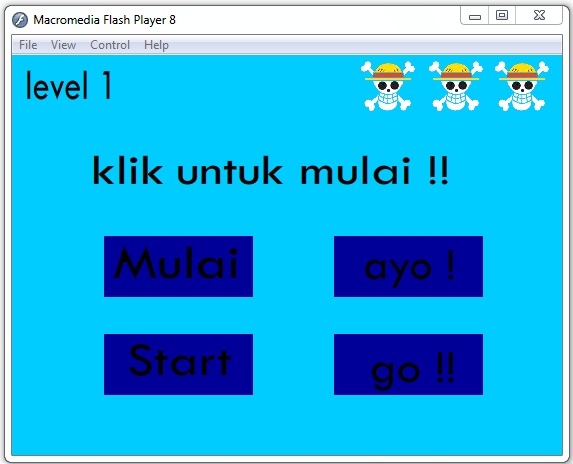 Macromedia Flash Player 8
File View Control Help
level 1
klik untuk mulai !!
Mulai
ayo !
Start
go !!